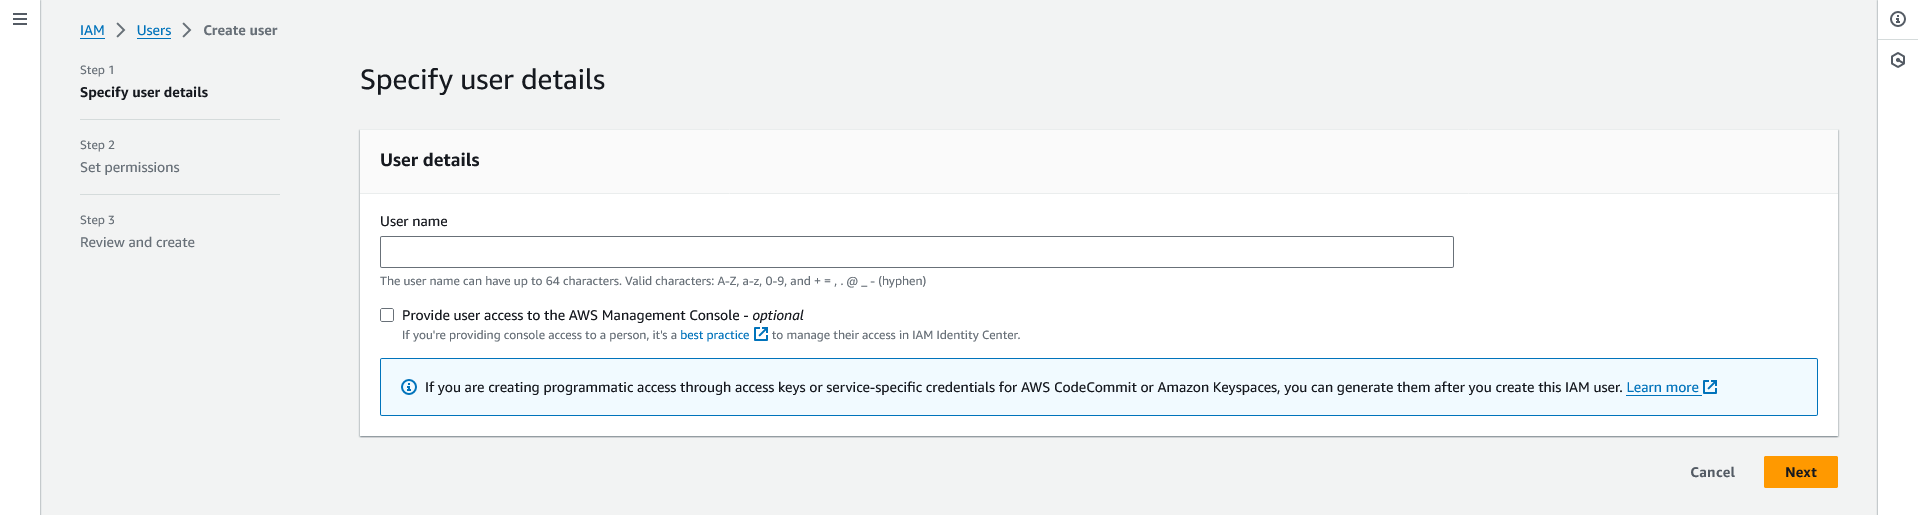 IAM > Users > Create user
Step 1
Specify user details
Step 2
Set permissions
Step 3
Review and create
Specify user details
User details
User name
The user name can have up to 64 characters. Valid characters: A-Z, a-z, 0-9, and + = , . @ _ - (hyphen)
Provide user access to the AWS Management Console - optional
If you're providing console access to a person, it's a best practice to manage their access in IAM Identity Center.
If you are creating programmatic access through access keys or service-specific credentials for AWS CodeCommit or Amazon Keyspaces, you can generate them after you create this IAM user. Learn more
Cancel
Next